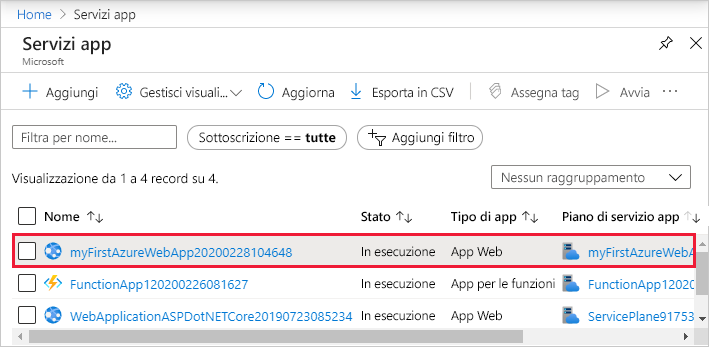 Home > Servizi app
Servizi app
Microsoft
Aggiungi Gestisci visuali... Aggiorna Esporta in CSV Assegna tag Avvia ...
Filtra per nome... Sottoscrizione == tutte Aggiungi filtro
Visualizzazione da 1 a 4 record su 4. Nessun raggruppamento
Nome Stato Tipo di app Piano di servizio app
myFirstAzureWebApp20200228104648 In esecuzione App Web myFirstAzureWebA
FunctionApp120200226081627 In esecuzione App per le funzioni FunctionApp12020
WebApplicationASPDotNETCore20190723085234 In esecuzione App Web ServicePlane91753